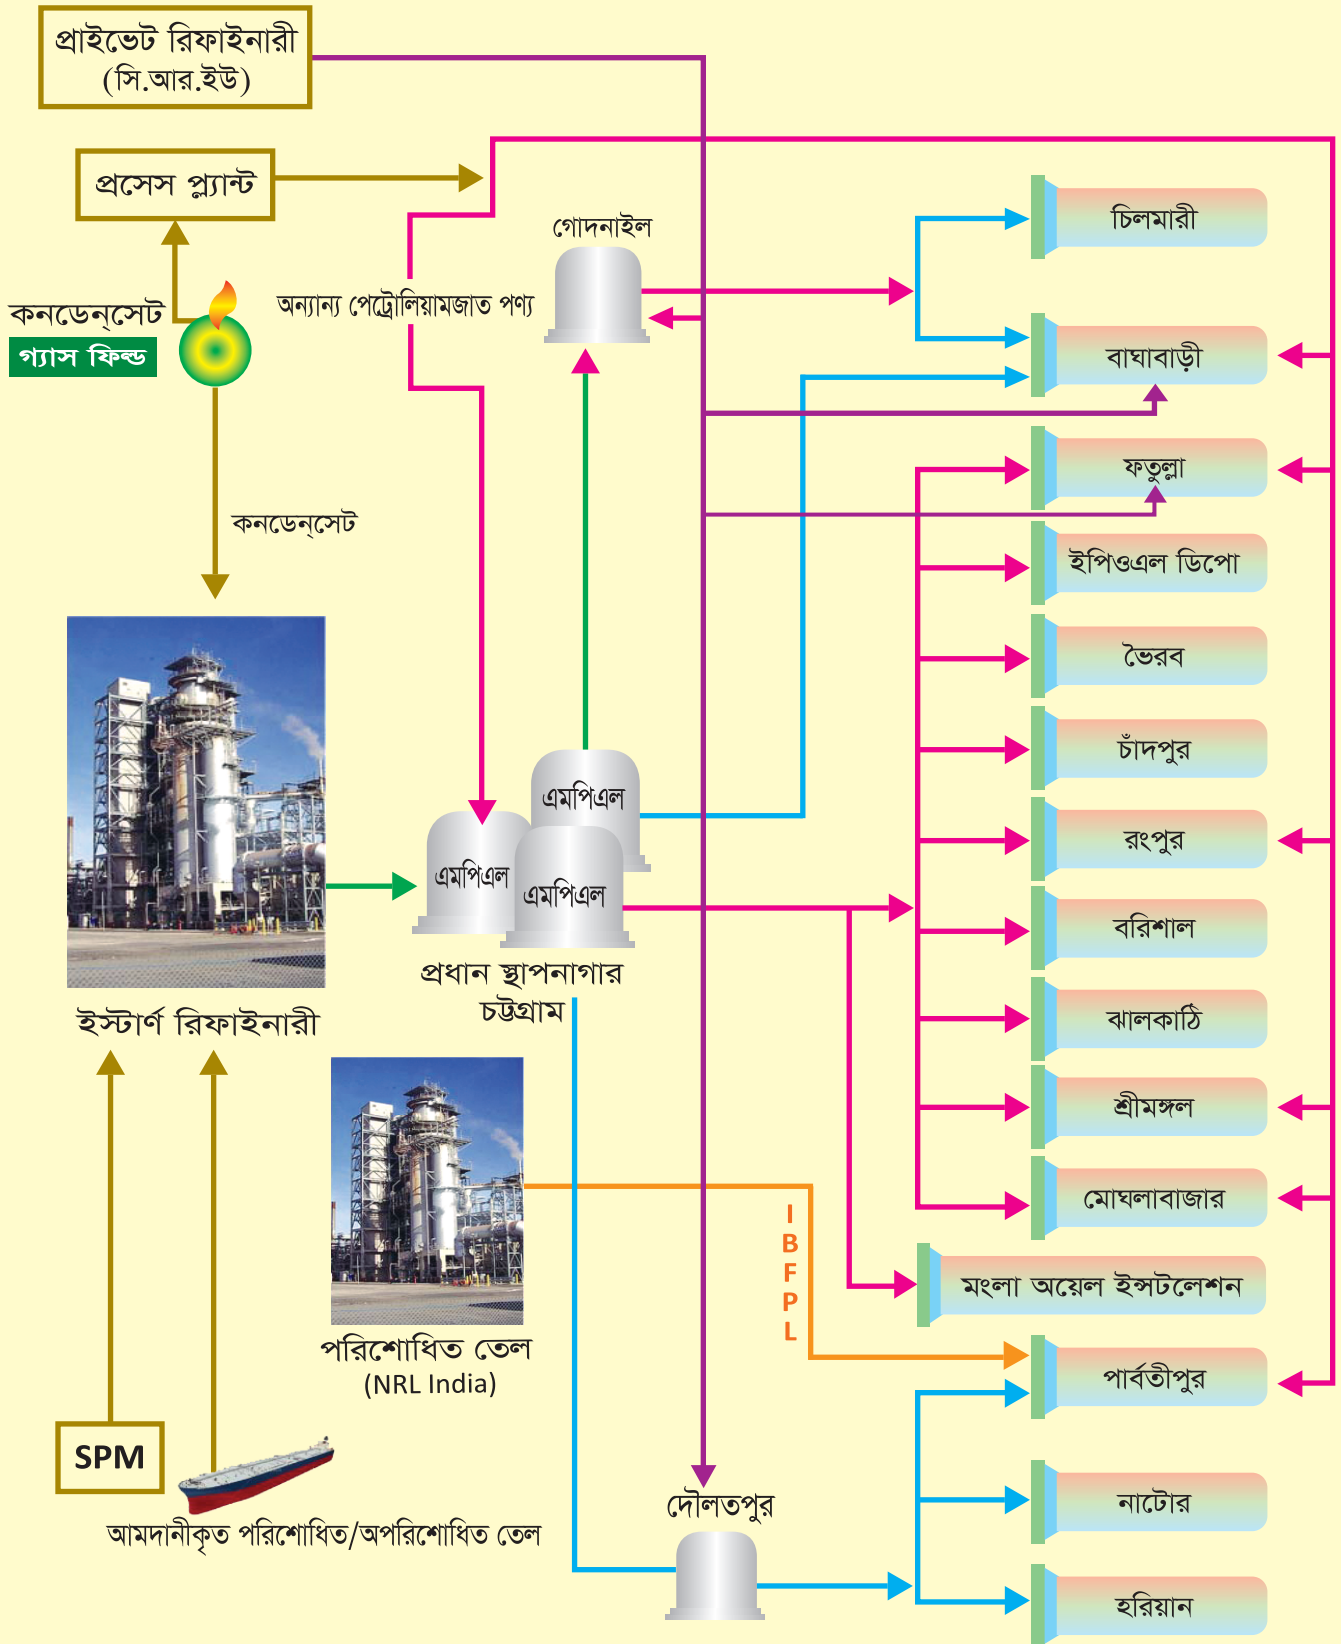 প্রাইভেট রিফাইনারী
(সি.আর.ইউ)
প্রসেস প্ল্যান্ট
গোদনাইল
চিলমারী
কনডেন্সেট
গ্যাস ফিল্ড
অন্যান্য পেট্রোলিয়ামজাত পণ্য
বাঘাবাড়ী
ফতুল্লা
কনডেন্সেট
ইপিওএল ডিপো
ভৈরব
চাঁদপুর
এমপিএল
রংপুর
এমপিএল
এমপিএল
বরিশাল
প্রধান স্থাপনাগার
চট্টগ্রাম
ইস্টার্ণ রিফাইনারী
ঝালকাঠি
শ্রীমঙ্গল
মোঘলাবাজার
IBFPL
মংলা অয়েল ইন্সটলেশন
পরিশোধিত তেল
(NRL India)
পার্বতীপুর
SPM
দৌলতপুর
নাটোর
আমদানীকৃত পরিশোধিত/অপরিশোধিত তেল
হরিয়ান